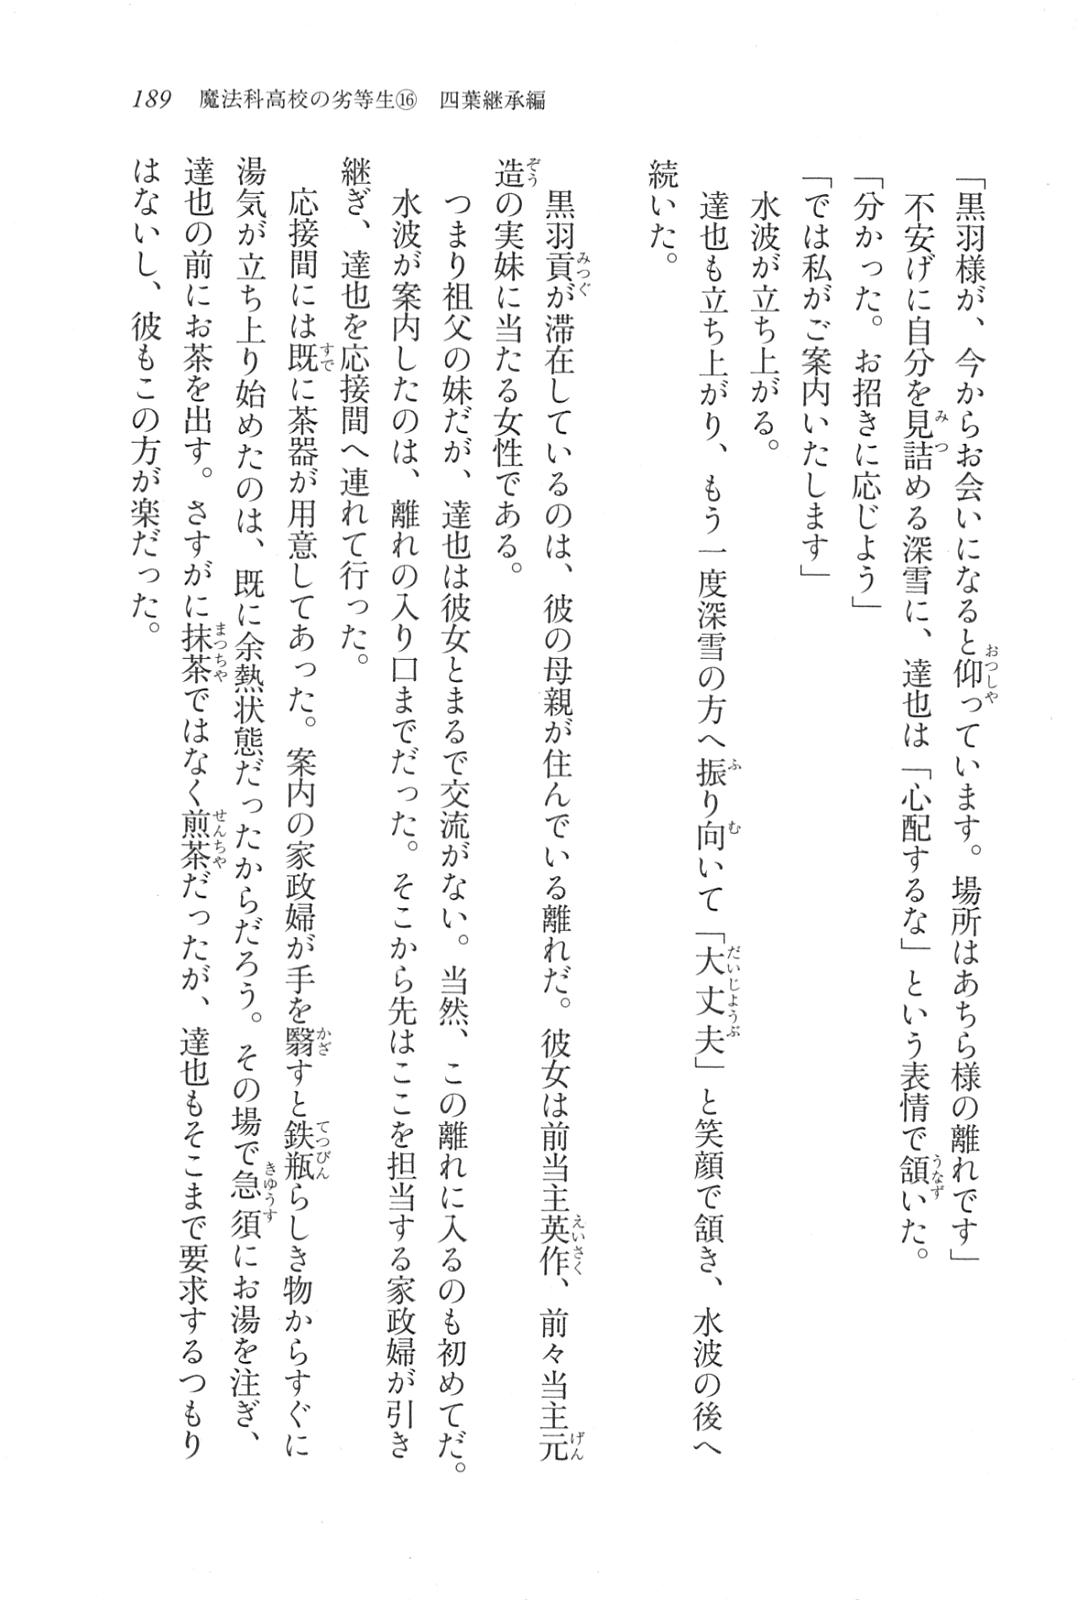 189　魔法科高校の劣等生⑯　四葉継承編
「黒羽様が、今からお会いになると仰っています。場所はあちら様の離れです」
不安げに自分を見詰める深雪に、達也は「心配するな」という表情で頷いた。
「分かった。お招きに応じよう」
「では私がご案内いたします」
水波が立ち上がる。
達也も立ち上がり、もう一度深雪の方へ振り向いて「大丈夫」と笑顔で頷き、水波の後へ
続いた。
黒羽貢が滞在しているのは、彼の母親が住んでいる離れだ。彼女は前当主英作、前々当主元
造の実妹に当たる女性である。
つまり祖父の妹だが、達也は彼女とまるで交流がない。当然、この離れに入るのも初めてだ。
水波が案内したのは、離れの入り口までだった。そこから先はここを担当する家政婦が引き
継ぎ、達也を応接間へ連れて行った。
応接間には既に茶器が用意してあった。案内の家政婦が手を翳すと鉄瓶らしき物からすぐに
湯気が立ち上り始めたのは、既に余熱状態だったからだろう。その場で急須にお湯を注ぎ、
達也の前にお茶を出す。さすがに抹茶ではなく煎茶だったが、達也もそこまで要求するつもり
はないし、彼もこの方が楽だった。